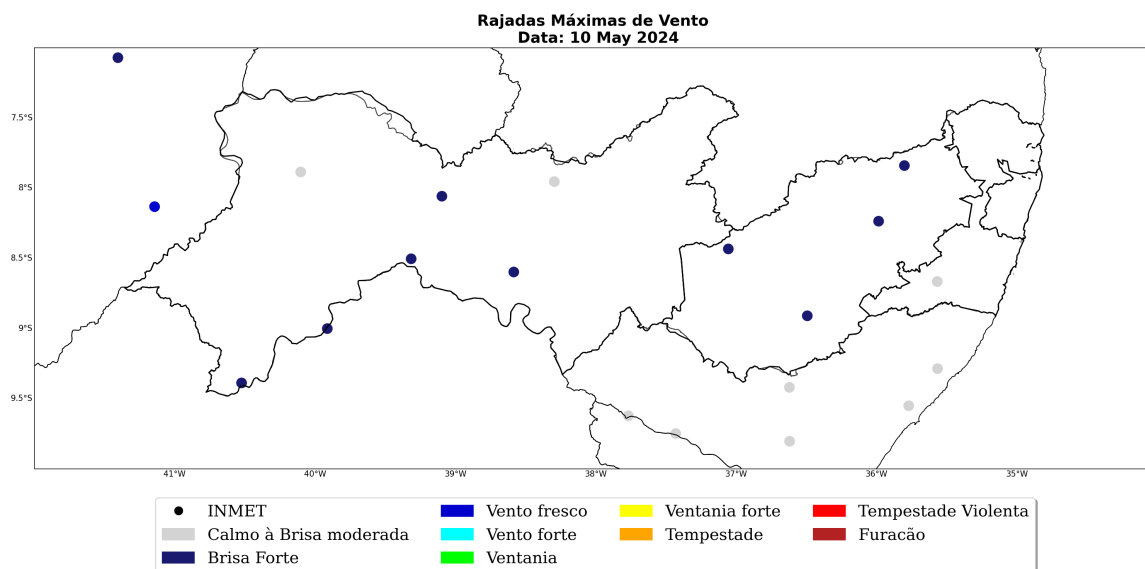 Rajadas Máximas de Vento
Data: 10 May 2024
7.5°S
8°S
8.5°S
9°S
9.5°S
41°W
40°W
39°W
38°W
37°W
36°W
35°W
INMET
Calmo à Brisa moderada
Brisa Forte
Vento fresco
Vento forte
Ventania
Ventania forte
Tempestade
Tempestade Violenta
Furacão